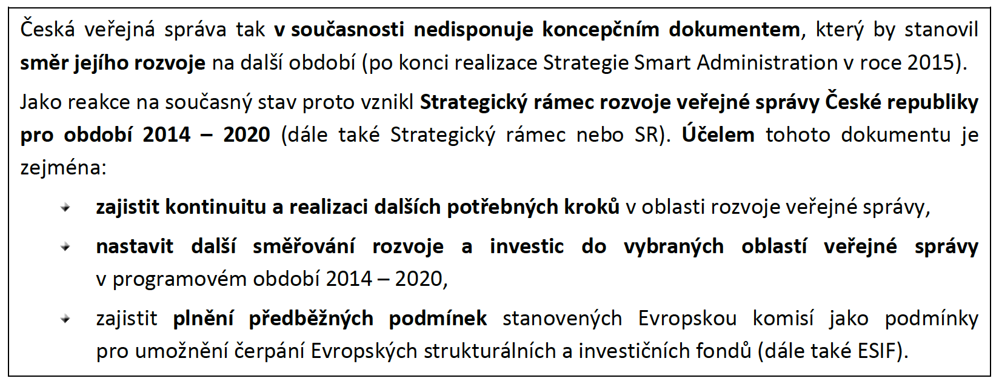 Česká veřejná správa tak v současnosti nedisponuje koncepčním dokumentem, který by stanovil
směr jejího rozvoje na další období (po konci realizace Strategie Smart Administration v roce 2015).
Jako reakce na současný stav proto vznikl Strategický rámec rozvoje veřejné správy České republiky
pro období 2014 – 2020 (dále také Strategický rámec nebo SR). Účelem tohoto dokumentu je
zejména:
zajistit kontinuitu a realizaci dalších potřebných kroků v oblasti rozvoje veřejné správy,
nastavit další směřování rozvoje a investic do vybraných oblastí veřejné správy
v programovém období 2014 – 2020,
zajistit plnění předběžných podmínek stanovených Evropskou komisí jako podmínky
pro umožnění čerpání Evropských strukturálních a investičních fondů (dále také ESIF).